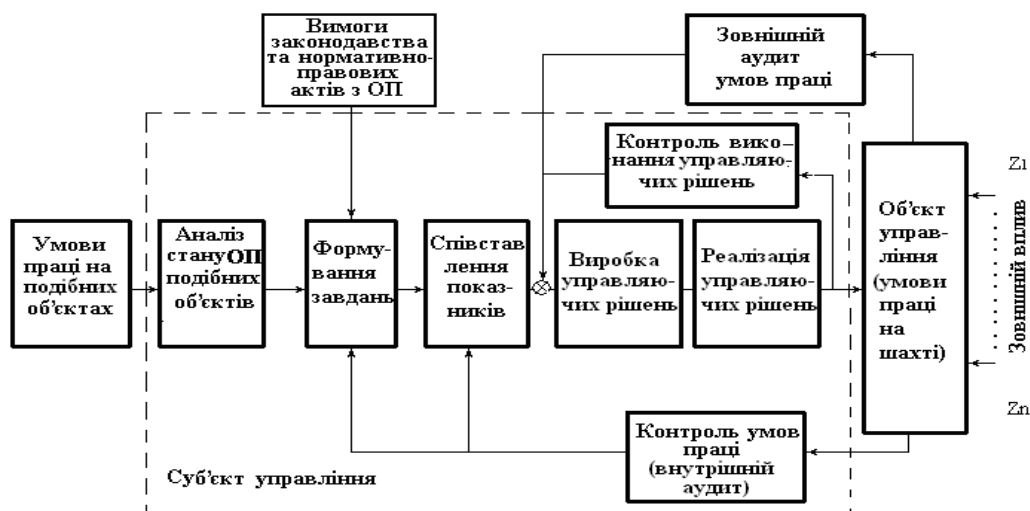 Вимоги
законодавства
та нормативно-
правових
актів з ОП
Зовнішній
аудит
умов праці
Контроль вико-
нання управляю-
чих рішень
Умови
праці на
подібних
об'єктах
Аналіз
стану ОП
подібних
об'єктів
Форму-
вання
завдань
Співстав
лення
показ-
ників
Виробка
управляю-
чих рішень
Реалізація
управляю-
чих рішень
Об'єкт
управ-
ління
(умови
праці
на
шахті)
Z1
Зовнішній вплив
Zn
Контроль умов
праці
(внутрішній
аудит)
Суб'єкт управління